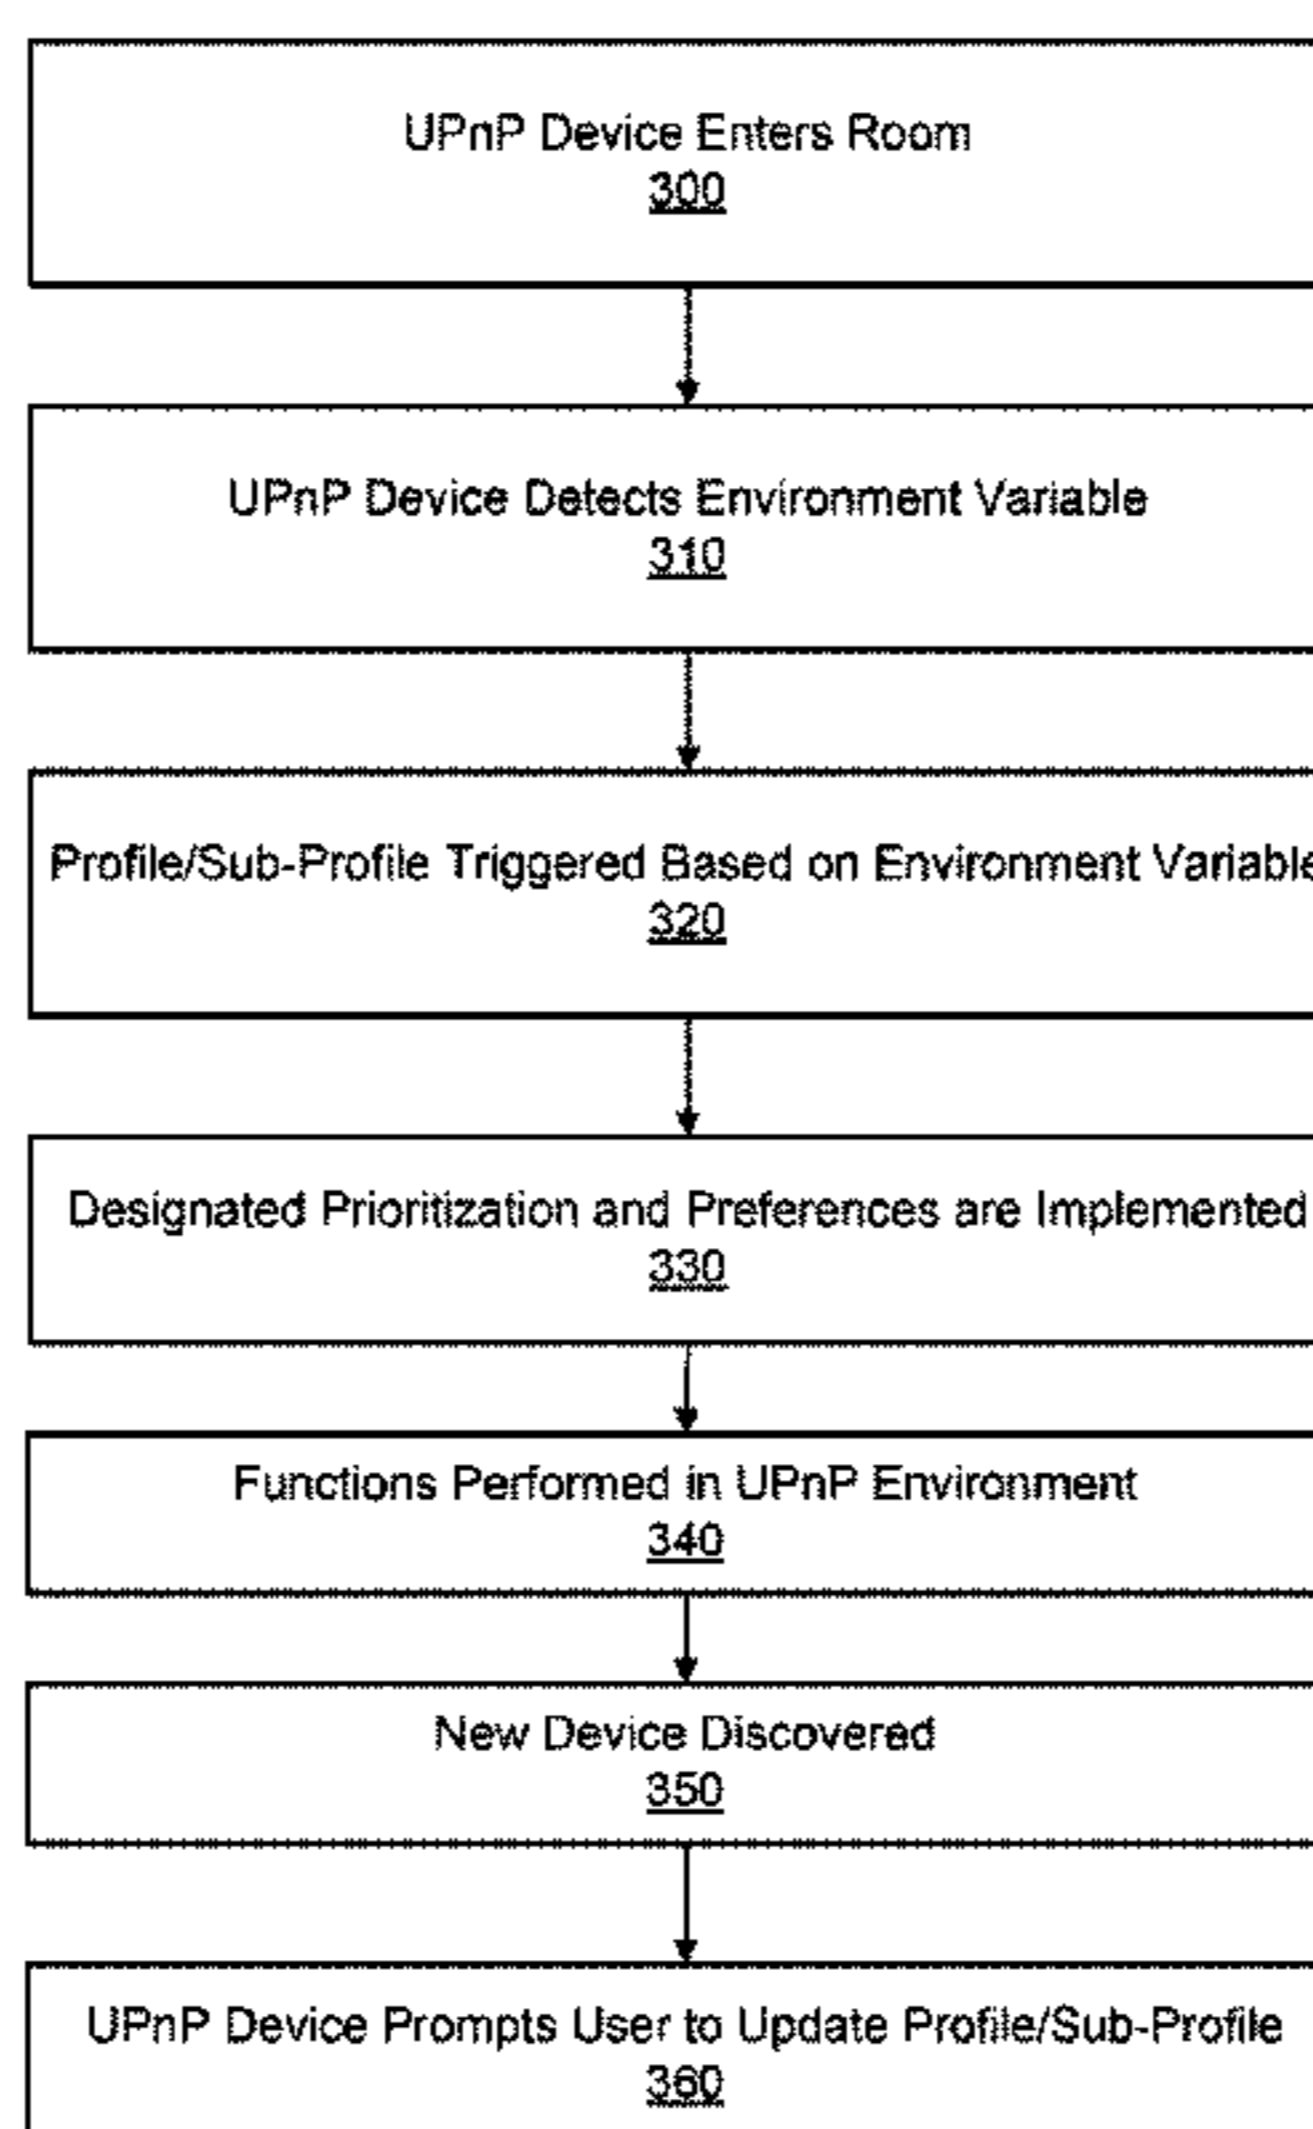 UPnP Device Enters Room
300
UPnP Device Detects Environment Variable
310
Profile/Sub-Profile Triggered Based on Environment Variable
320
Designated Prioritization and Preferences are Implemented
330
Functions Performed in UPnP Environment
340
New Device Discovered
350
UPnP Device Prompts User to Update Profile/Sub-Profile
360